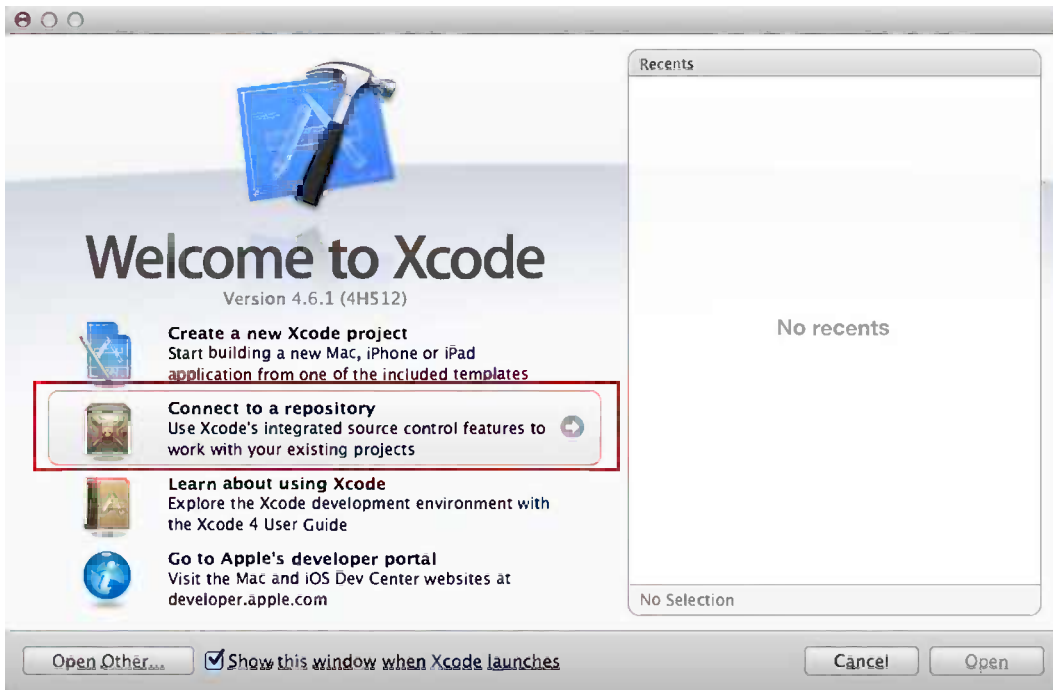 Recents
Welcome to Xcode
Version 4.6.1 (4H512)
No recents
Create a new Xcode project
Start building a new Mac, iPhone or iPad
application from one of the included templates
Connect to a repository
Use Xcode's integrated source control features to
work with your existing projects
Learn about using Xcode
Explore the Xcode development environment with
the Xcode 4 User Guide
Go to Apple's developer portal
Visit the Mac and iOS Dev Center websites at
developer.apple.com
No Selection
Open Other...
Show this window when Xcode launches
Cancel
Open